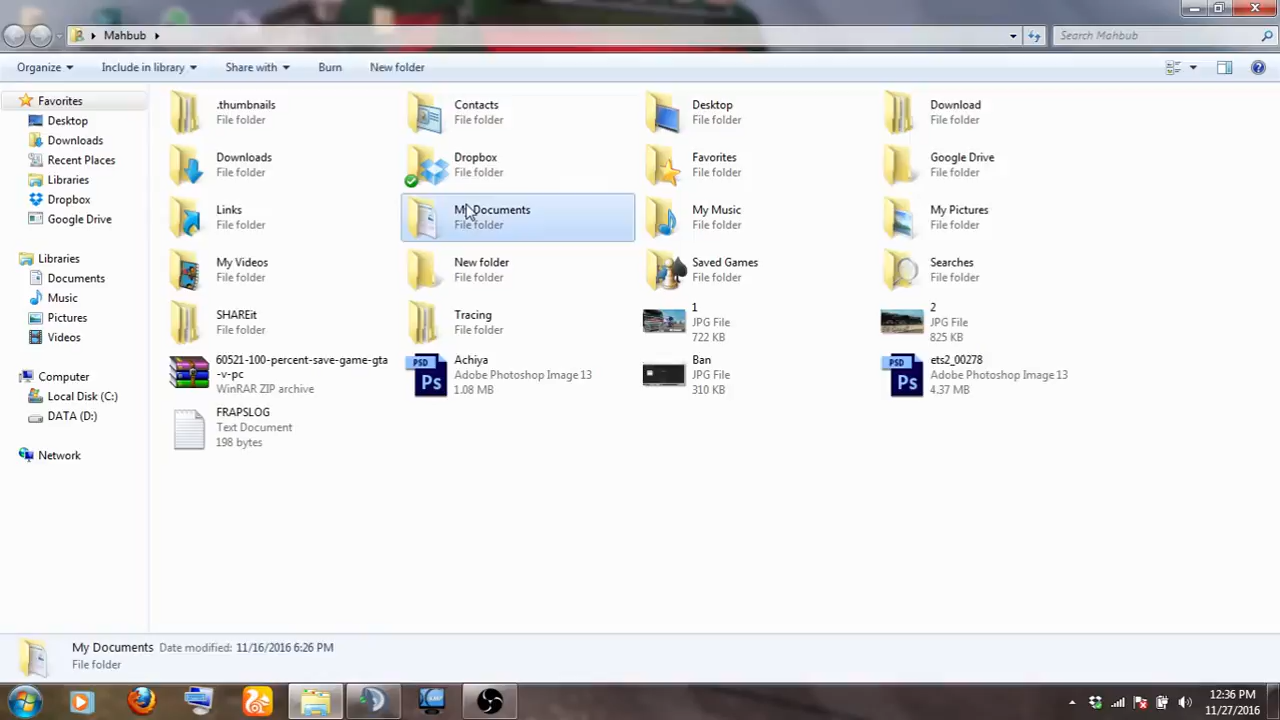 Mahbub
Search Mahbub
Organize
Include in library
Share with
Burn
New folder
Favorites
Desktop
Downloads
Recent Places
Libraries
Dropbox
Google Drive
Libraries
Documents
Music
Pictures
Videos
Computer
Local Disk (C:)
DATA (D:)
Network
.thumbnails
File folder
Contacts
File folder
Desktop
File folder
Download
File folder
Downloads
File folder
Dropbox
File folder
Favorites
File folder
Google Drive
File folder
Links
File folder
My Documents
File folder
My Music
File folder
My Pictures
File folder
My Videos
File folder
New folder
File folder
Saved Games
File folder
Searches
File folder
SHAREit
File folder
Tracing
File folder
1
JPG File
722 KB
2
JPG File
825 KB
60521-100-percent-save-game-gta
-v-pc
WinRAR ZIP archive
PSD
Ps
Achiya
Adobe Photoshop Image 13
1.08 MB
Ban
JPG File
310 KB
PSD
Ps
ets2_00278
Adobe Photoshop Image 13
4.37 MB
FRAPSLOG
Text Document
198 bytes
My Documents Date modified: 11/16/2016 6:26 PM
File folder
12:36 PM
11/27/2016